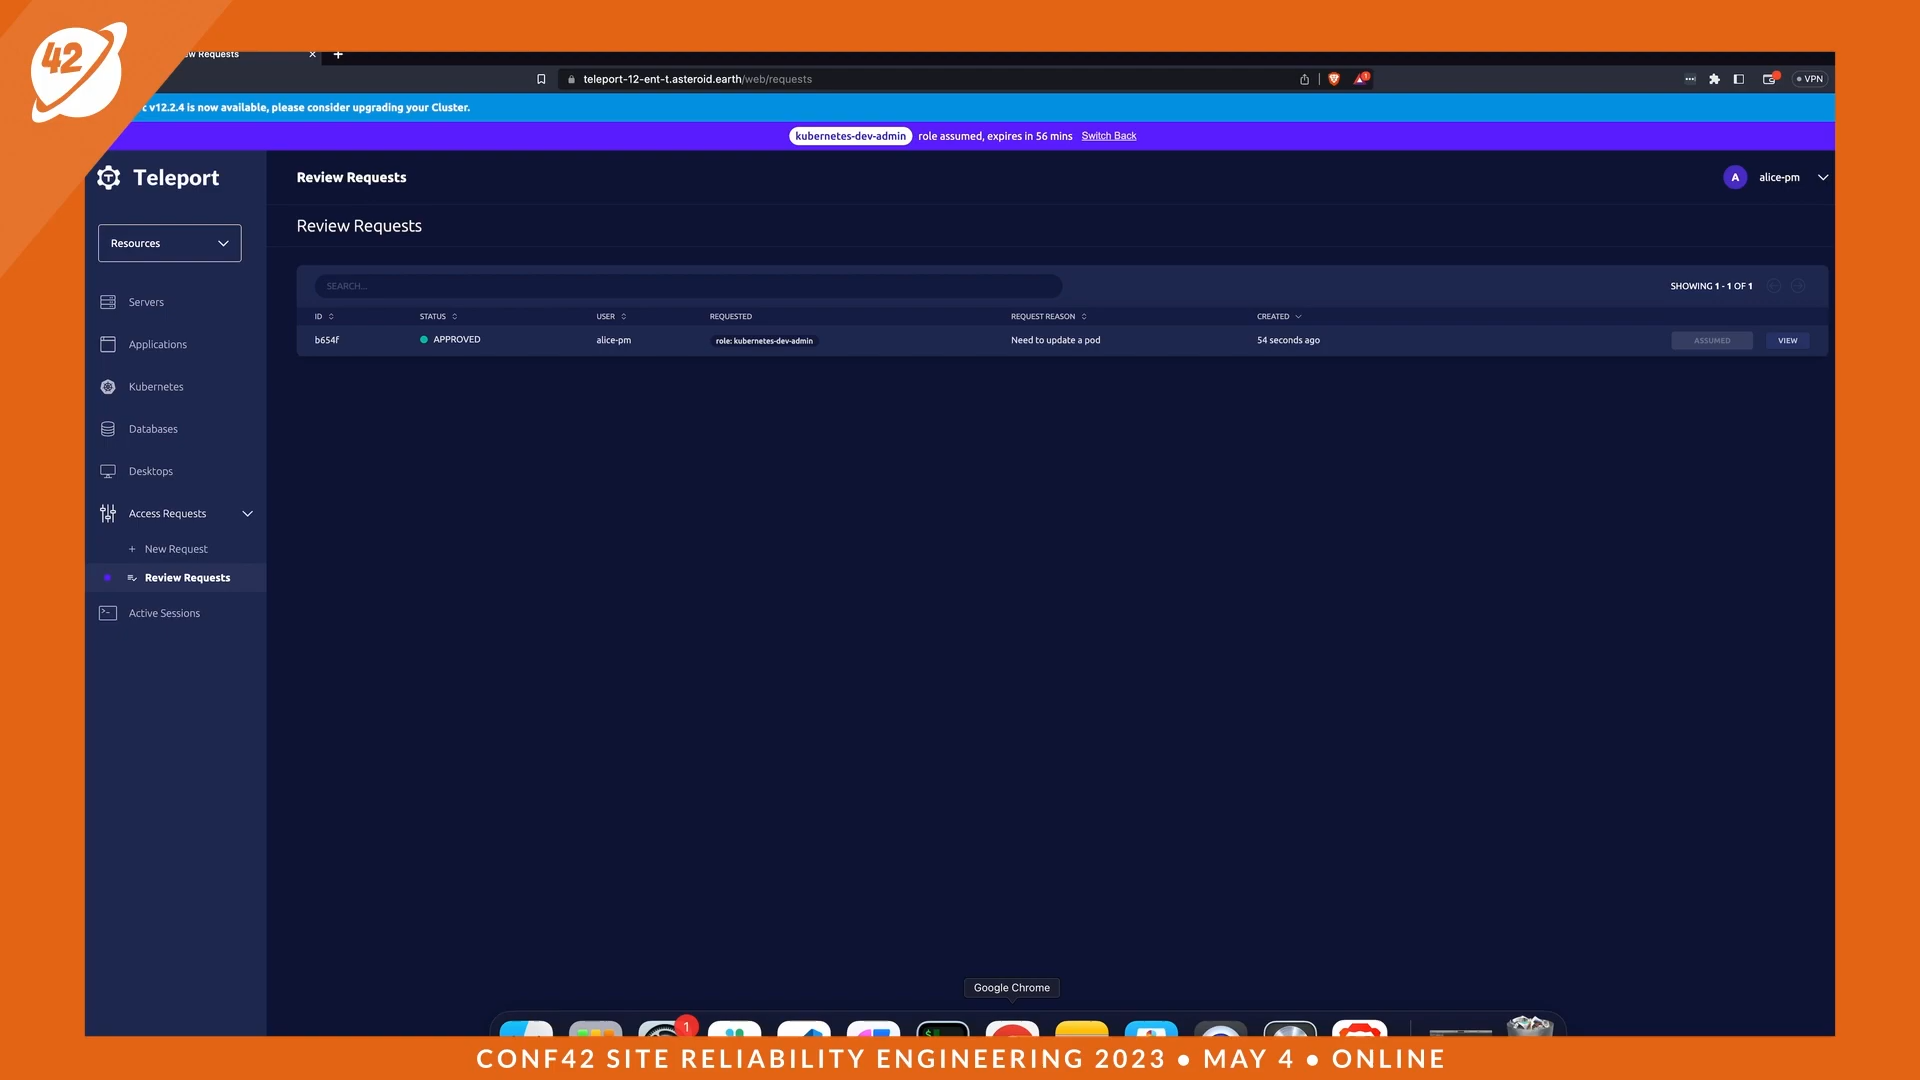 42
ew Requests
teleport-12-ent-t.asteroid.earth/web/requests
1
VPN
t v12.2.4 is now available, please consider upgrading your Cluster.
kubernetes-dev-admin role assumed, expires in 56 mins Switch Back
Teleport
Review Requests
A alice-pm
Resources
Review Requests
SEARCH...
SHOWING 1 - 1 OF 1
ID STATUS USER REQUESTED REQUEST REASON CREATED
b654f APPROVED alice-pm role: kubernetes-dev-admin Need to update a pod 54 seconds ago ASSUMED VIEW
Servers
Applications
Kubernetes
Databases
Desktops
Access Requests
+ New Request
Review Requests
Active Sessions
Google Chrome
1
CONF42 SITE RELIABILITY ENGINEERING 2023 • MAY 4 • ONLINE